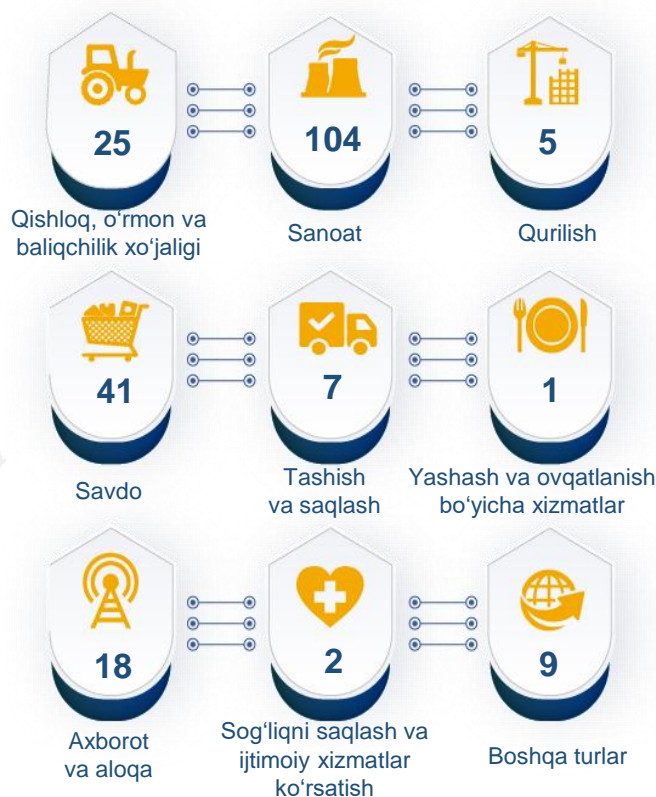 25
104
5
Qishloq, o‘rmon va
baliqchilik xo‘jaligi
Sanoat
Qurilish
41
7
1
Savdo
Tashish
va saqlash
Yashash va ovqatlanish
bo‘yicha xizmatlar
18
2
9
Axborot
va aloqa
Sog‘liqni saqlash va
ijtimoiy xizmatlar
ko‘rsatish
Boshqa turlar